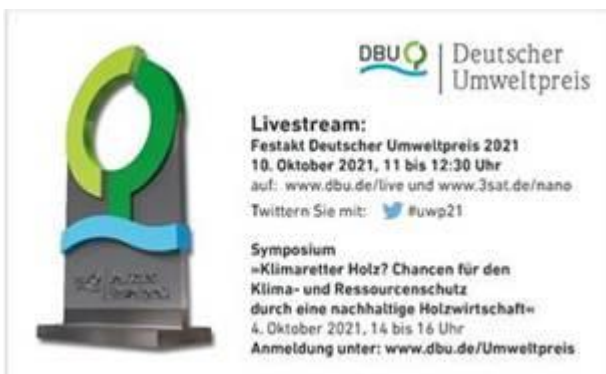 DBU
Deutscher
Umweltpreis
Livestream:
Festakt Deutscher Umweltpreis 2021
10. Oktober 2021, 11 bis 12:30 Uhr
auf: www.dbu.de/live und www.3sat.de/nano
Twittern Sie mit: #uwp21
Symposium
»Klimaretter Holz? Chancen für den
Klima- und Ressourcenschutz
durch eine nachhaltige Holzwirtschaft«
4. Oktober 2021, 14 bis 16 Uhr
Anmeldung unter: www.dbu.de/Umweltpreis